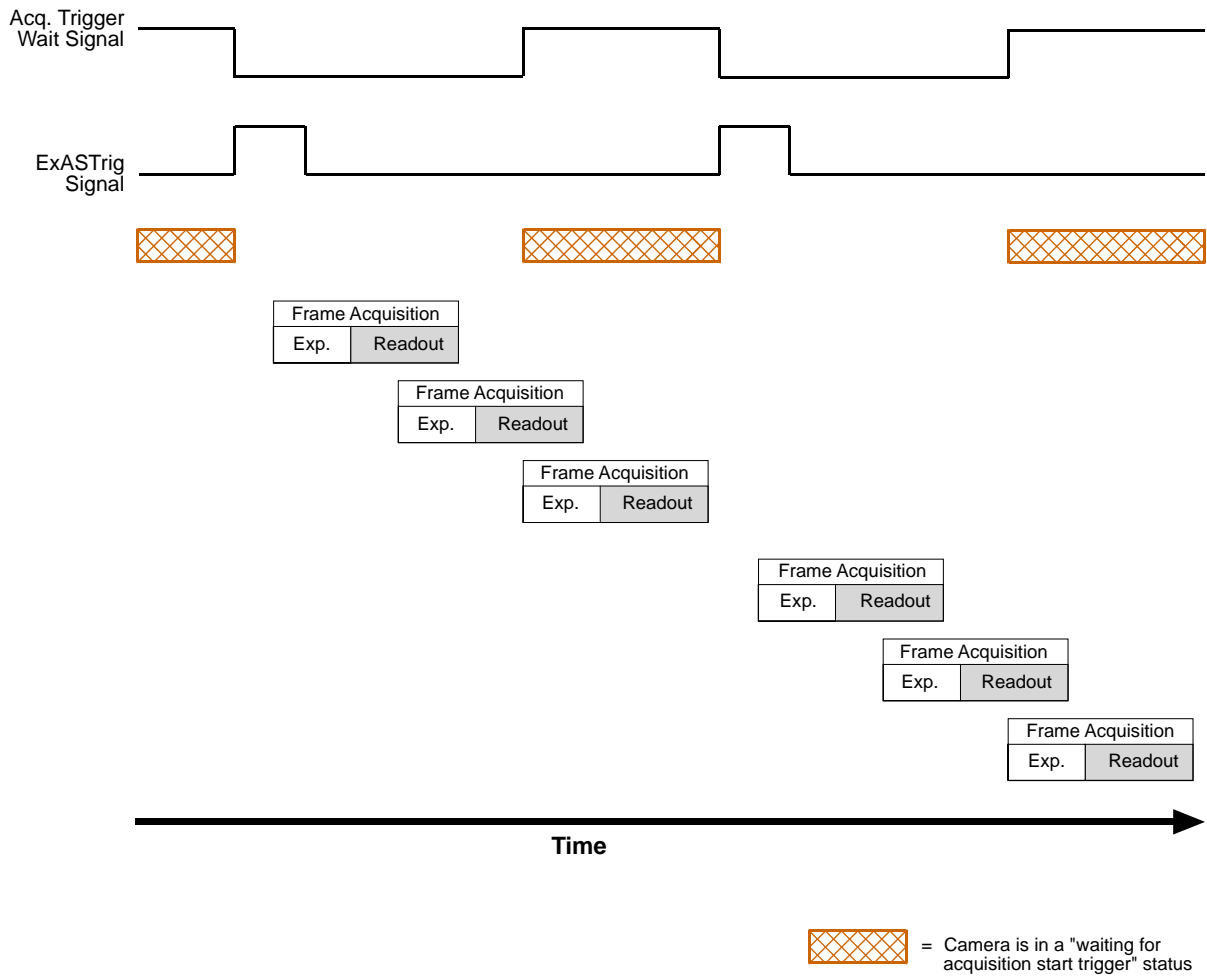 Acq. Trigger
Wait Signal
ExASTrig
Signal
Frame Acquisition
Exp. Readout
Frame Acquisition
Exp. Readout
Frame Acquisition
Exp. Readout
Frame Acquisition
Exp. Readout
Frame Acquisition
Exp. Readout
Frame Acquisition
Exp. Readout
Time
= Camera is in a "waiting for
acquisition start trigger" status